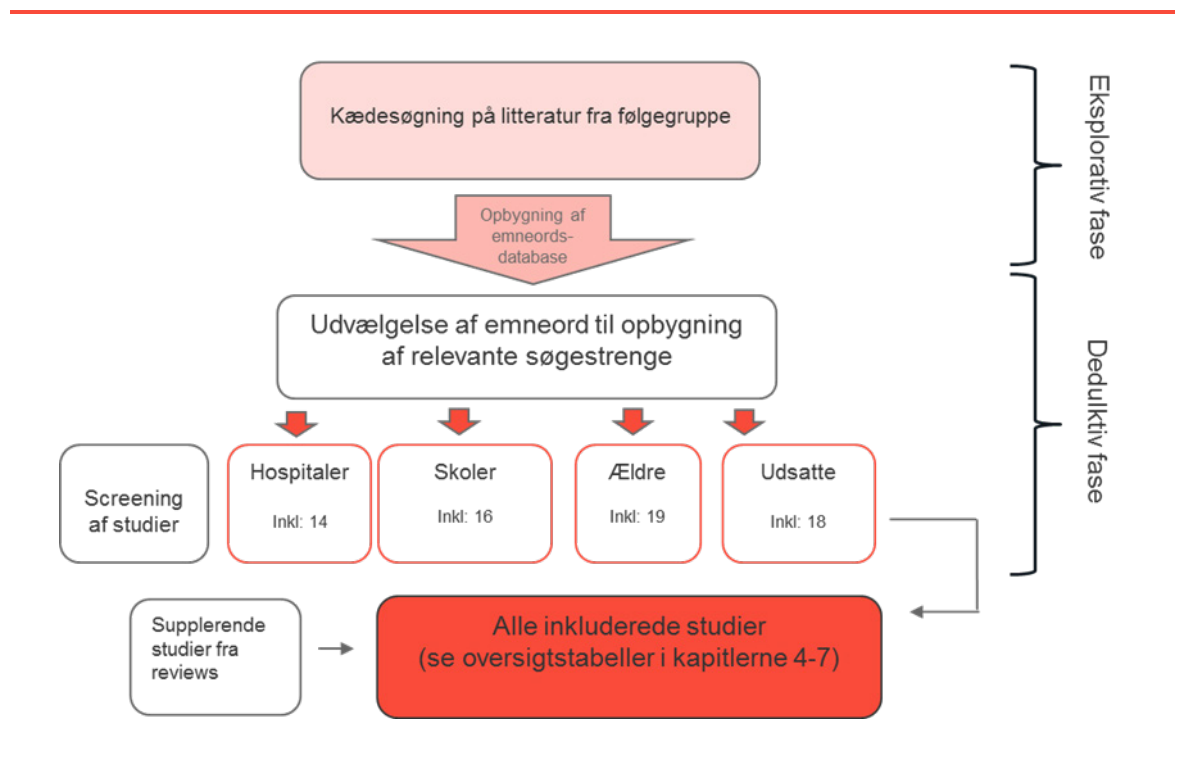 Kædesøgning på litteratur fra følgegruppe
Eksplorativ fase
Opbygning af
emneords-
database
Udvælgelse af emneord til opbygning
af relevante søgestrenge
Dedulktiv fase
Screening
af studier
Hospitaler
Inkl: 14
Skoler
Inkl: 16
Ældre
Inkl: 19
Udsatte
Inkl: 18
Supplerende
studier fra
reviews
Alle inkluderede studier
(se oversigtstabeller i kapitlerne 4-7)